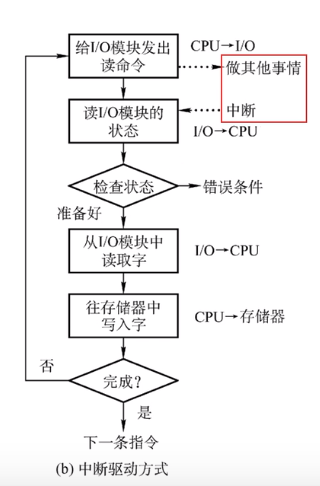 给I/O模块发出
读命令
CPU→I/O
做其他事情
读I/O模块的
状态
中断
I/O→CPU
检查状态
错误条件
准备好
从I/O模块中
读取字
I/O→CPU
往存储器中
写入字
CPU→存储器
否
完成?
是
下一条指令
(b) 中断驱动方式